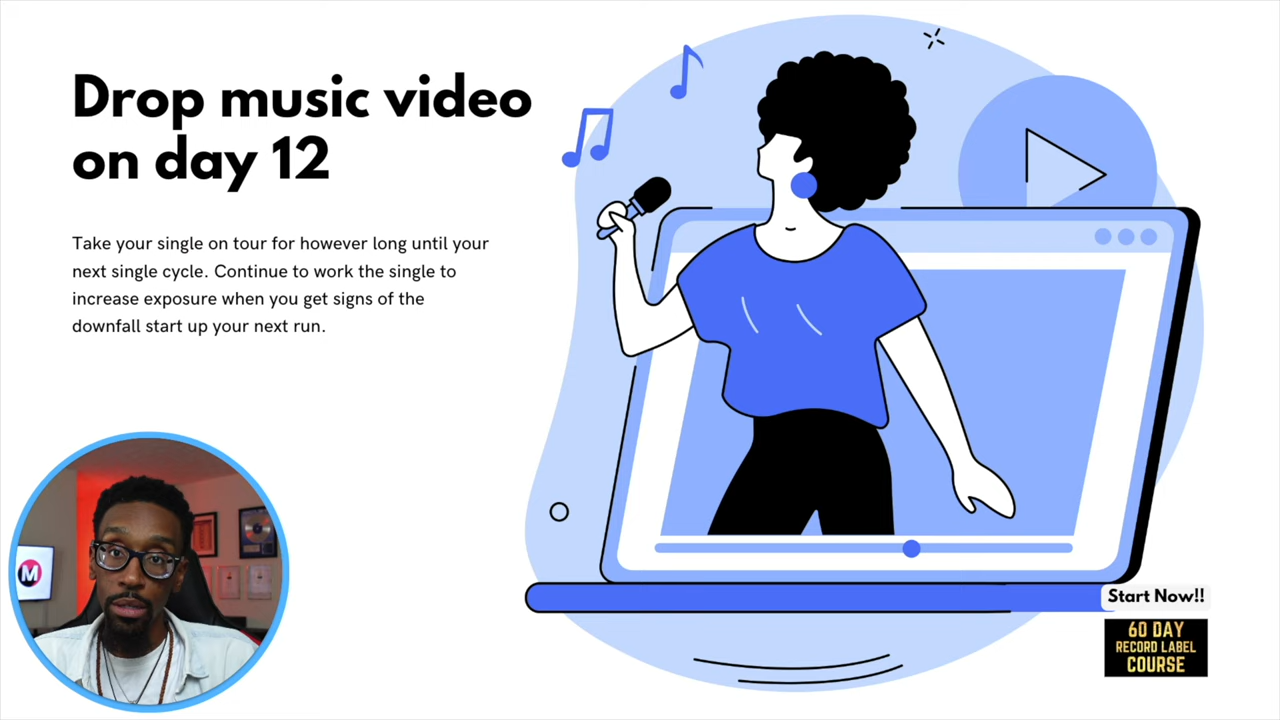 Drop music video
on day 12
Take your single on tour for however long until your
next single cycle. Continue to work the single to
increase exposure when you get signs of the
downfall start up your next run.
M
Start Now!!
60 DAY
RECORD LABEL
COURSE